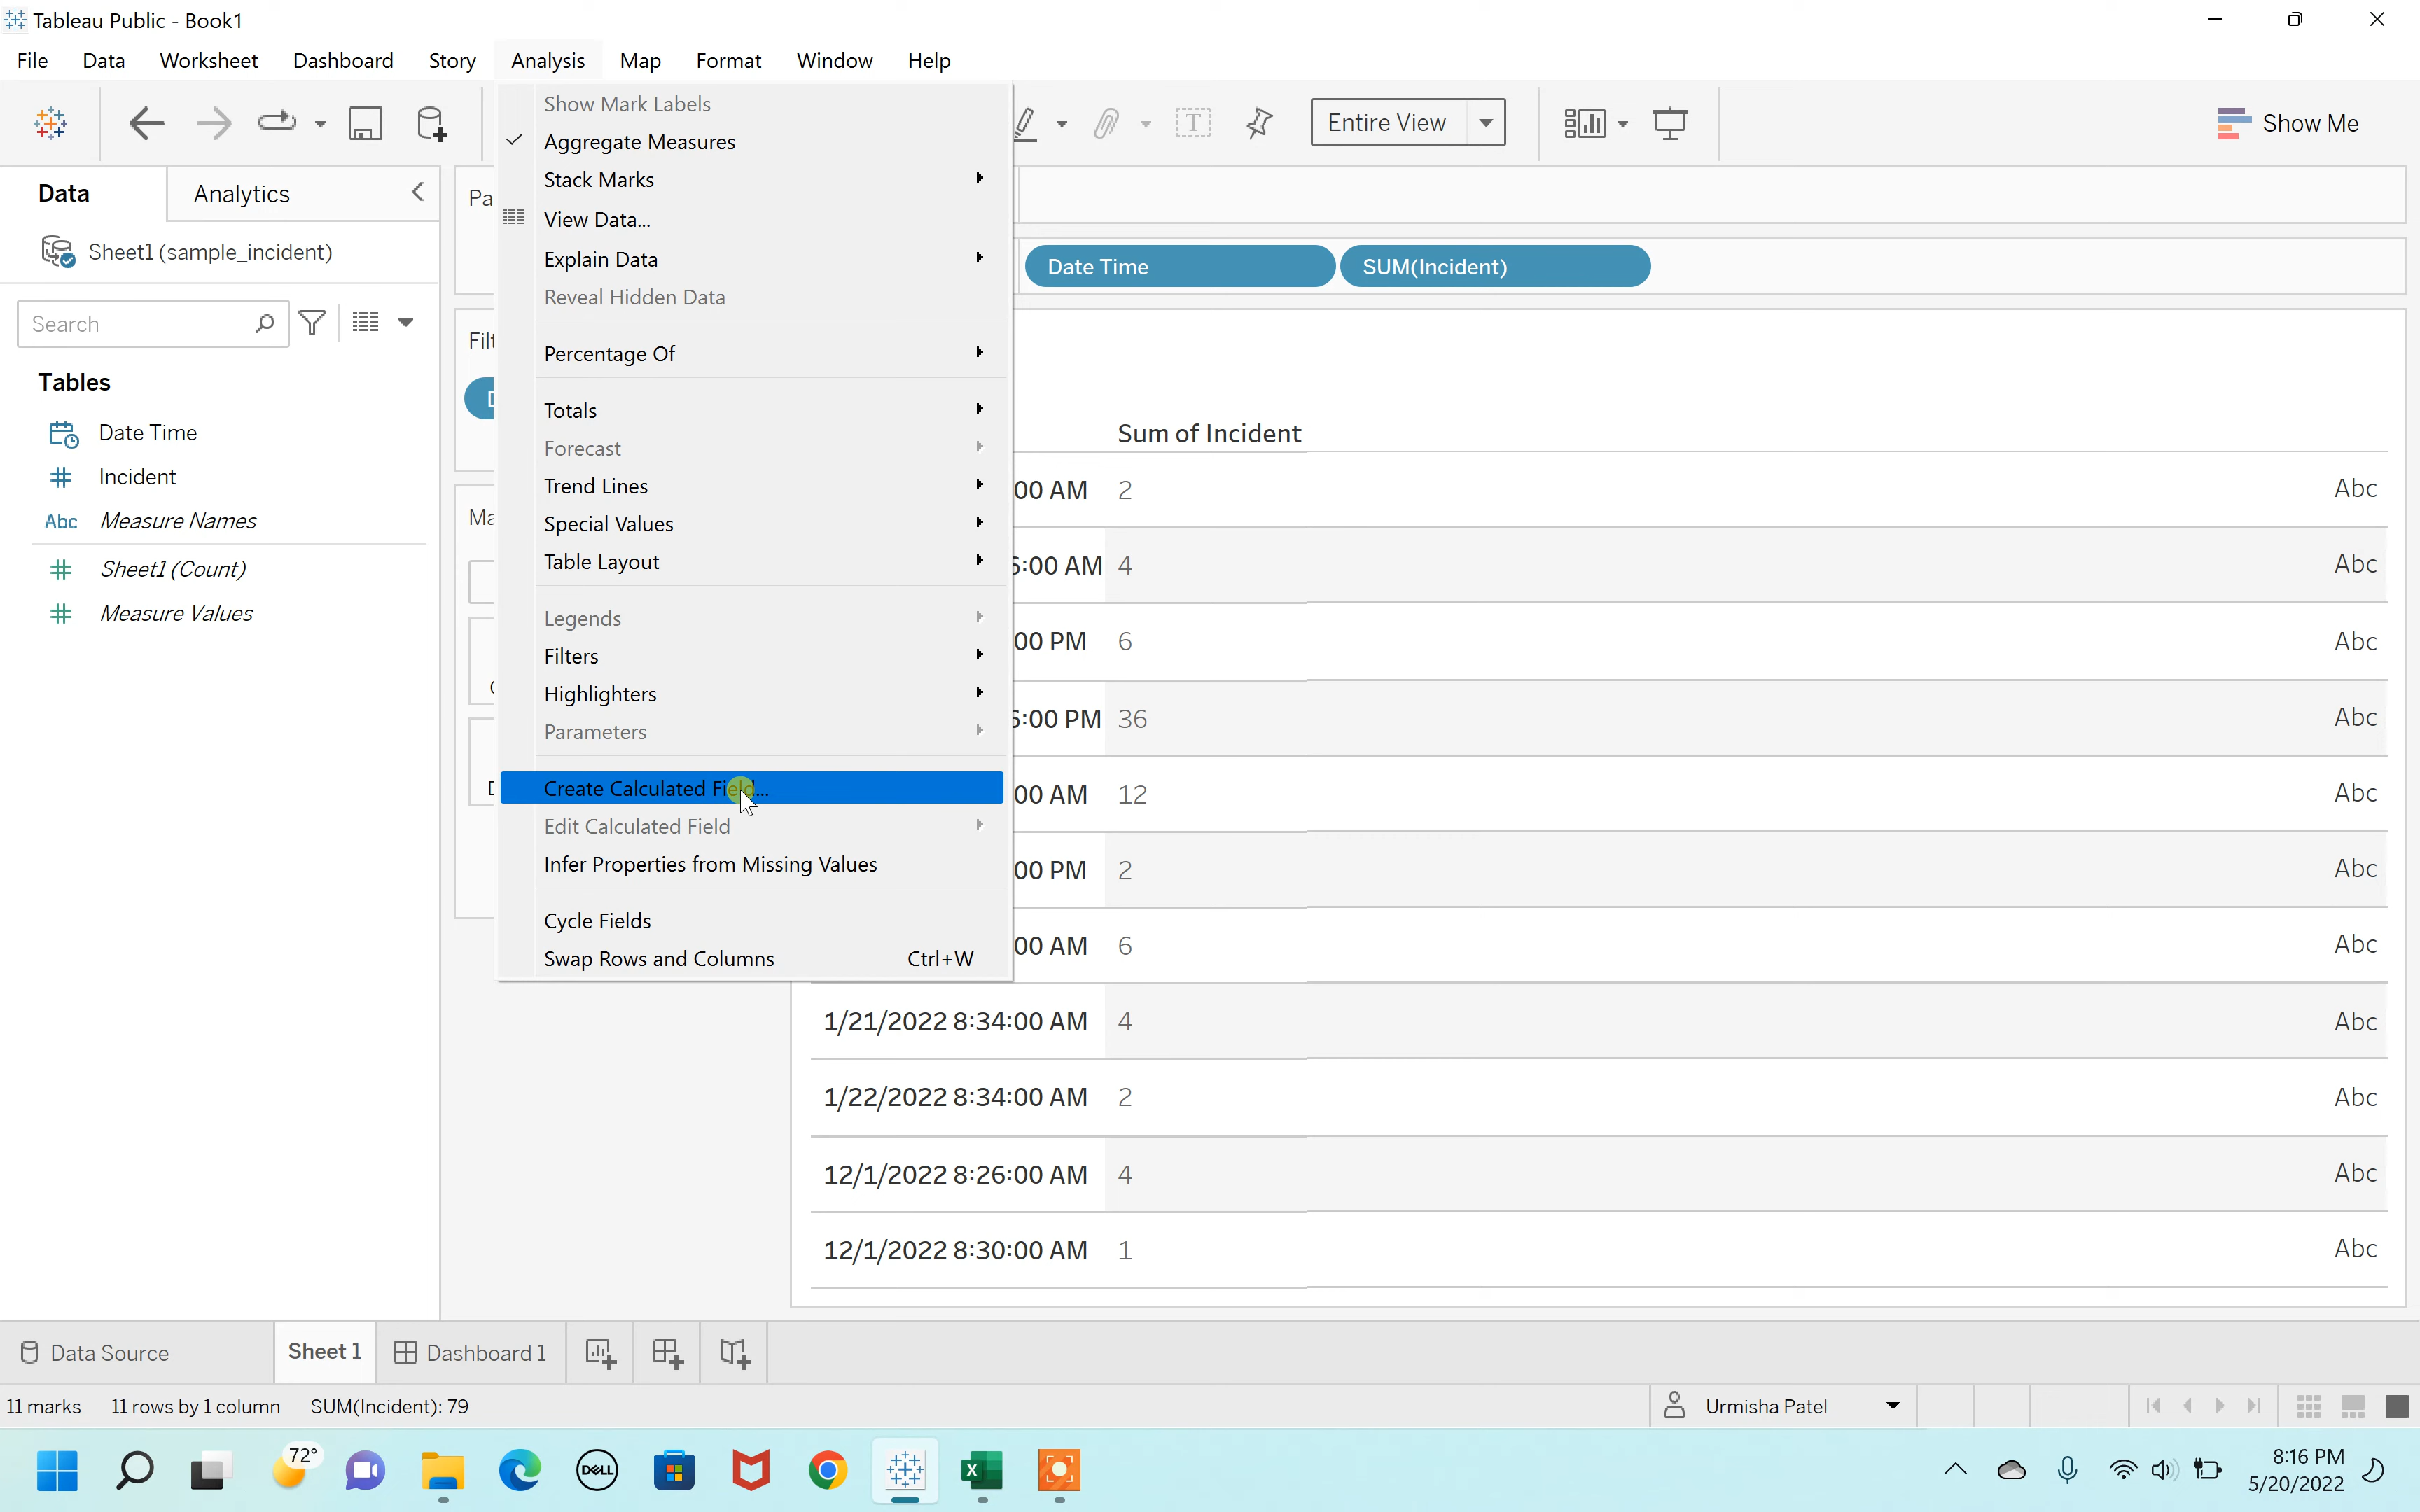 Tableau Public - Book1
File Data Worksheet Dashboard Story Analysis Map Format Window Help
Entire View
Show Me
Data Analytics
Sheet1 (sample_incident)
Search
Tables
Date Time
Incident
Abc Measure Names
Sheet1 (Count)
Measure Values
Show Mark Labels
Aggregate Measures
Stack Marks
View Data...
Explain Data
Reveal Hidden Data
Percentage Of
Totals
Forecast
Trend Lines
Special Values
Table Layout
Legends
Filters
Highlighters
Parameters
Create Calculated Field...
Edit Calculated Field
Infer Properties from Missing Values
Cycle Fields
Swap Rows and Columns Ctrl+W
Date Time SUM(Incident)
Sum of Incident
00 AM 2 Abc
6:00 AM 4 Abc
00 PM 6 Abc
6:00 PM 36 Abc
00 AM 12 Abc
00 PM 2 Abc
00 AM 6 Abc
1/21/2022 8:34:00 AM 4 Abc
1/22/2022 8:34:00 AM 2 Abc
12/1/2022 8:26:00 AM 4 Abc
12/1/2022 8:30:00 AM 1 Abc
Data Source Sheet 1 Dashboard 1
11 marks 11 rows by 1 column SUM(Incident): 79 Urmisha Patel
72°
DELL
8:16 PM
5/20/2022